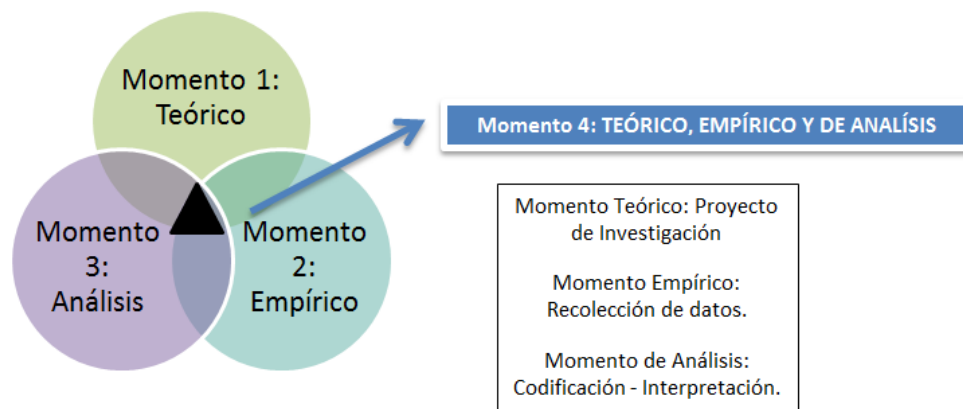 Momento 1:
Teórico
Momento 4: TEÓRICO, EMPÍRICO Y DE ANALÍSIS
Momento
3:
Análisis
Momento
2:
Empírico
Momento Teórico: Proyecto
de Investigación
Momento Empírico:
Recolección de datos.
Momento de Análisis:
Codificación - Interpretación.